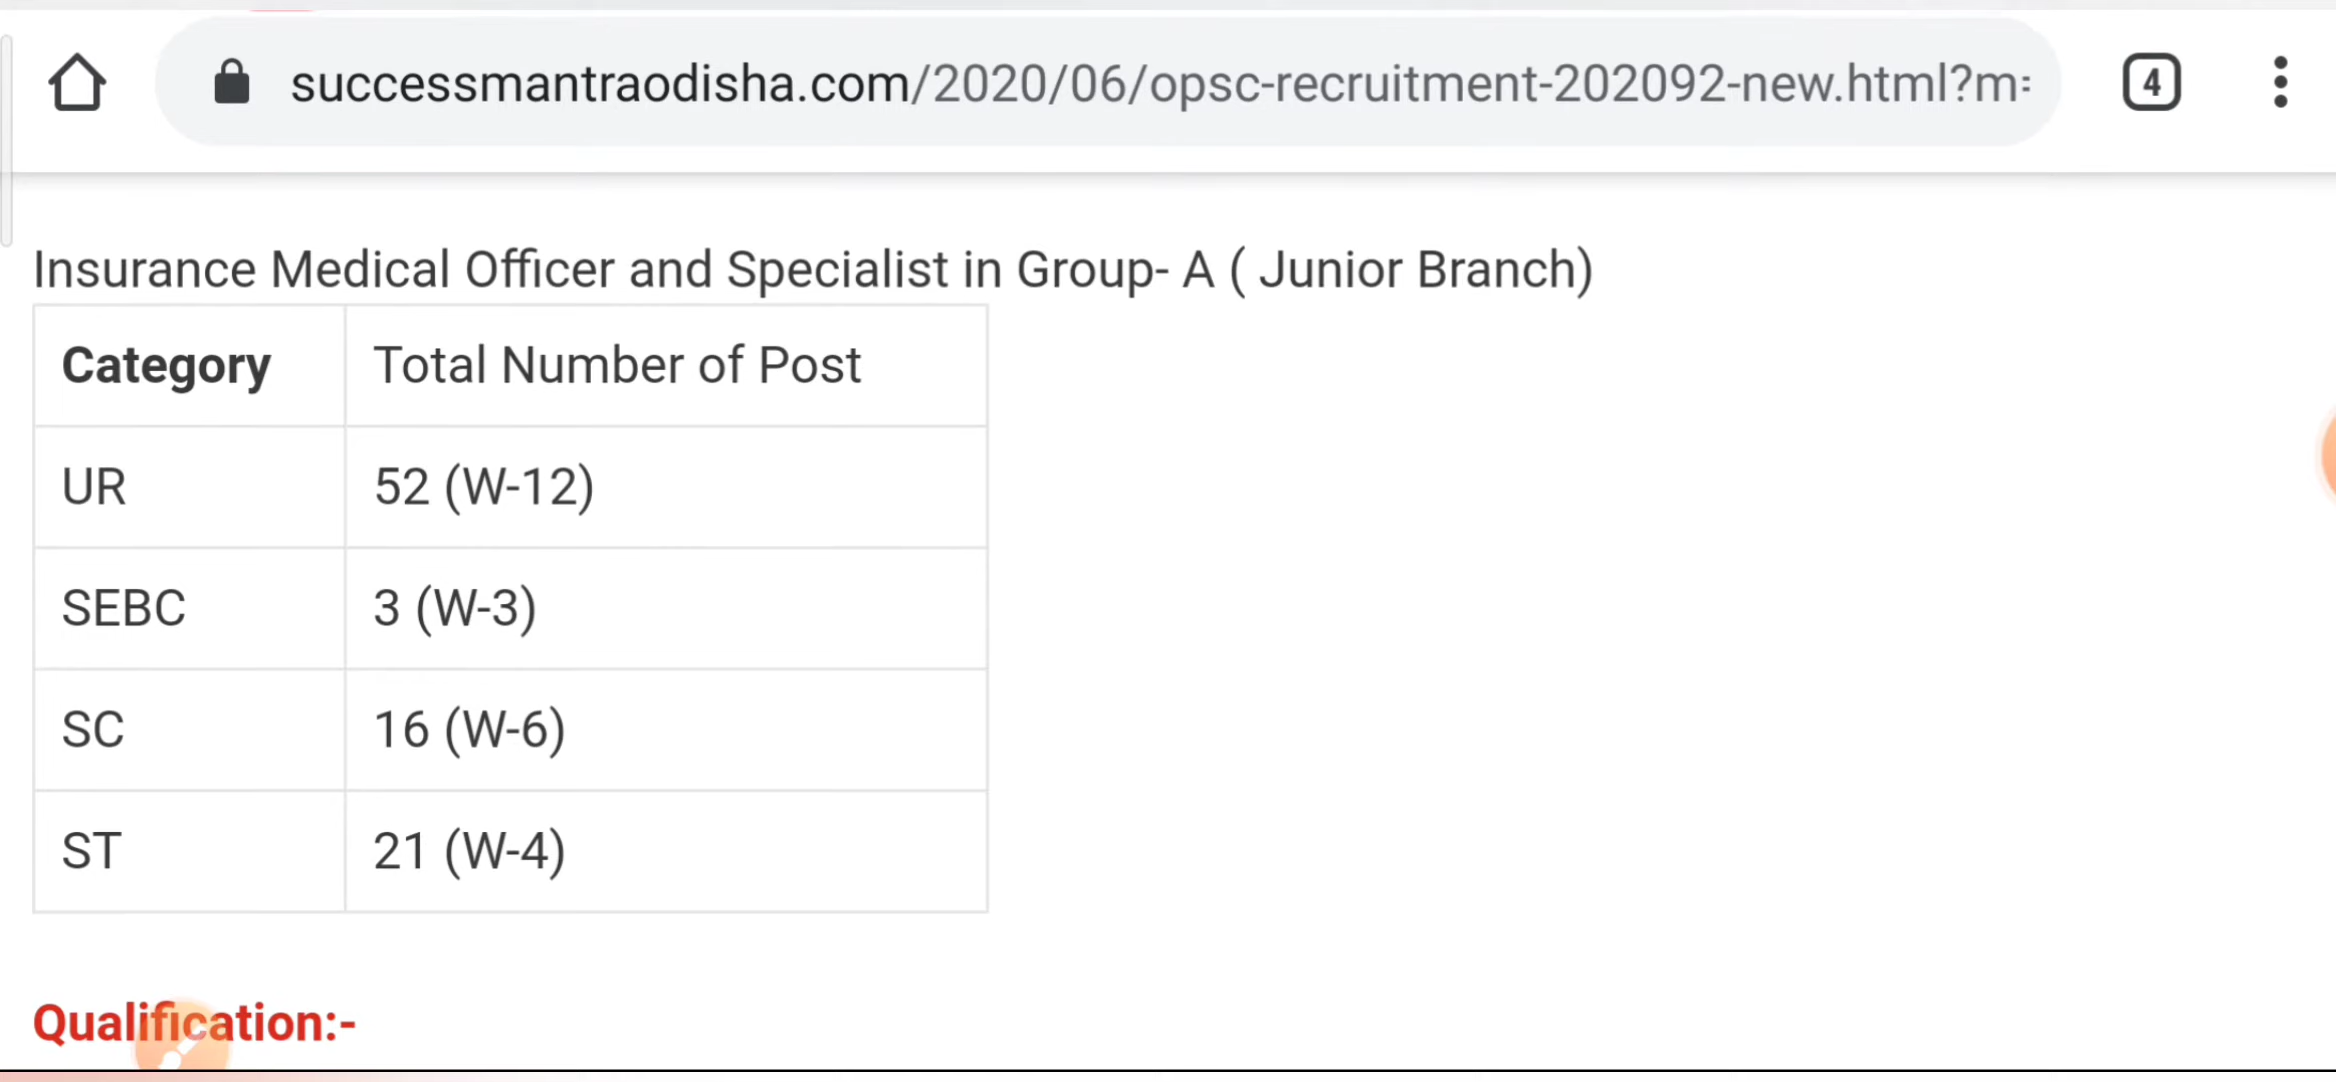 successmantraodisha.com/2020/06/opsc-recruitment-202092-new.html?m=
4
Insurance Medical Officer and Specialist in Group- A ( Junior Branch)
Category Total Number of Post
UR 52 (W-12)
SEBC 3 (W-3)
SC 16 (W-6)
ST 21 (W-4)
Qualification:-